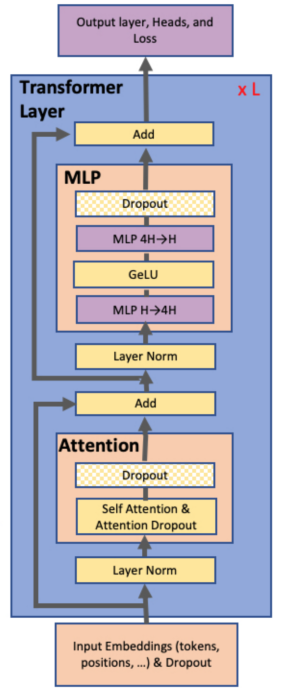 Output layer, Heads, and
Loss
Transformer
Layer
x L
Add
MLP
Dropout
MLP 4H→H
GeLU
MLP H→4H
Layer Norm
Add
Attention
Dropout
Self Attention &
Attention Dropout
Layer Norm
Input Embeddings (tokens,
positions, ...) & Dropout